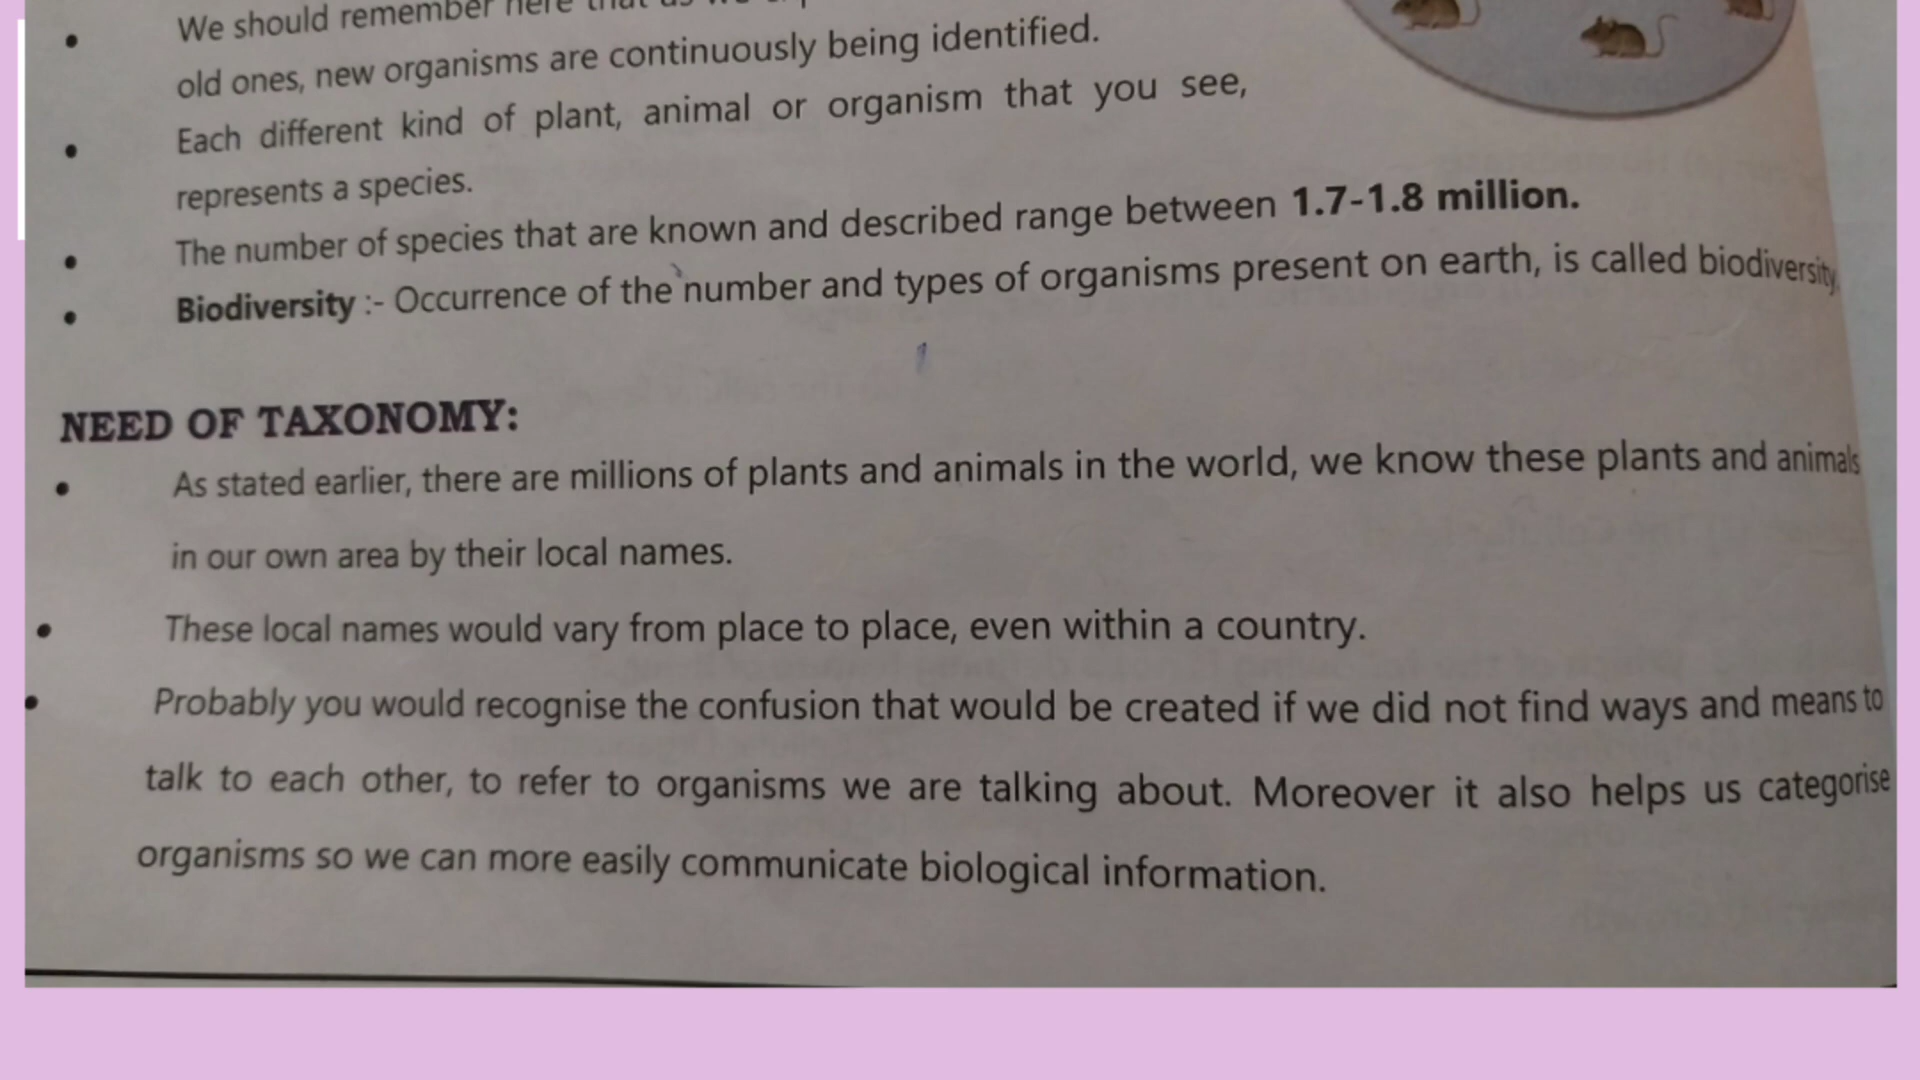 We should remember here that as we
old ones, new organisms are continuously being identified.
Each different kind of plant, animal or organism that you see,
represents a species.
The number of species that are known and described range between 1.7-1.8 million.
Biodiversity :- Occurrence of the number and types of organisms present on earth, is called biodiversity.
NEED OF TAXONOMY:
As stated earlier, there are millions of plants and animals in the world, we know these plants and animals
in our own area by their local names.
These local names would vary from place to place, even within a country.
Probably you would recognise the confusion that would be created if we did not find ways and means to
talk to each other, to refer to organisms we are talking about. Moreover it also helps us categorise
organisms so we can more easily communicate biological information.